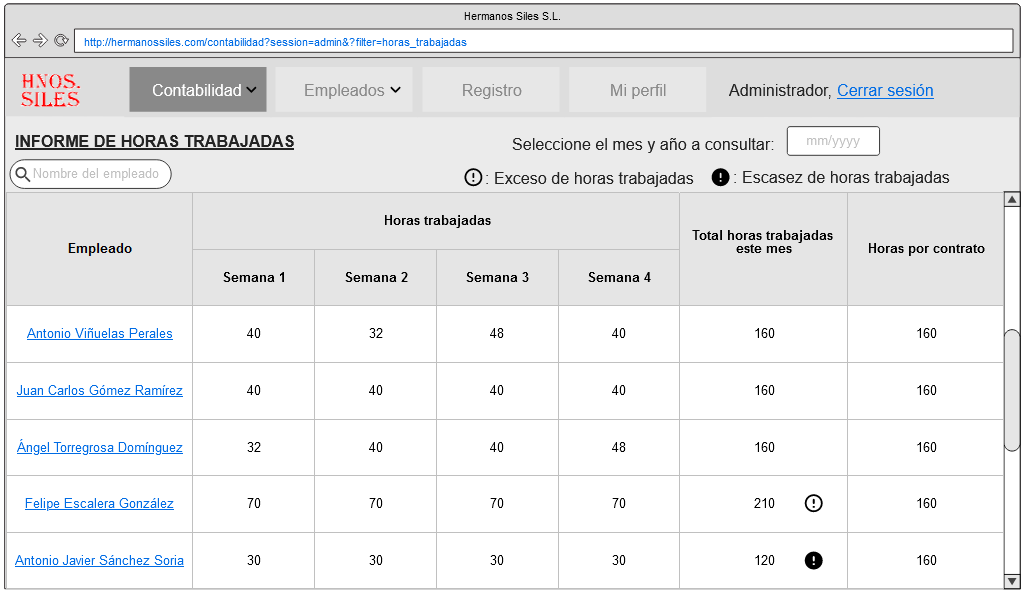 Hermanos Siles S.L.
http://hermanossiles.com/contabilidad?session=admin&?filter=horas_trabajadas
HNOS.
SILES
Contabilidad
Empleados
Registro
Mi perfil
Administrador, Cerrar sesión
INFORME DE HORAS TRABAJADAS
Seleccione el mes y año a consultar: mm/yyyy
Nombre del empleado
: Exceso de horas trabajadas
: Escasez de horas trabajadas
Empleado
Horas trabajadas
Total horas trabajadas
este mes
Horas por contrato
Semana 1 Semana 2 Semana 3 Semana 4
Antonio Viñuelas Perales 40 32 48 40 160 160
Juan Carlos Gómez Ramírez 40 40 40 40 160 160
Ángel Torregrosa Domínguez 32 40 40 48 160 160
Felipe Escalera González 70 70 70 70 210 160
Antonio Javier Sánchez Soria 30 30 30 30 120 160